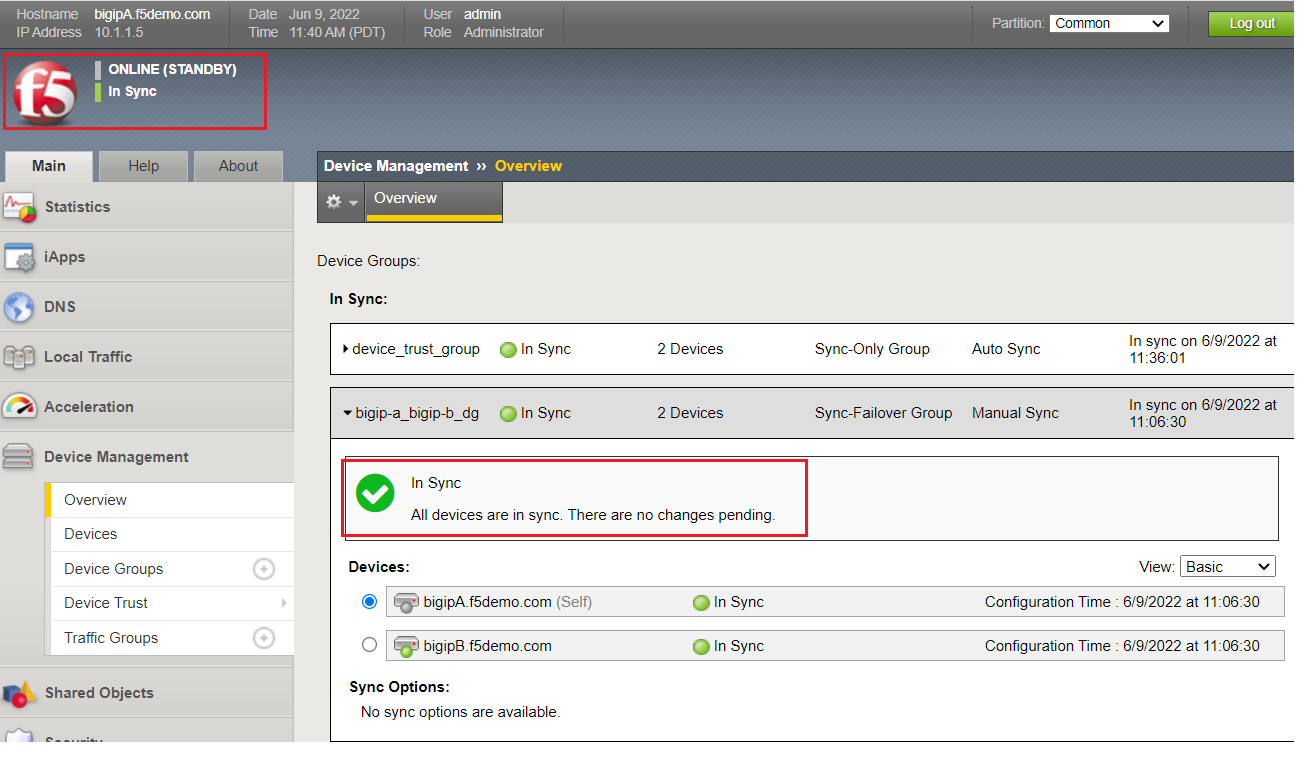 Hostname bigipA.f5demo.com Date Jun 9, 2022 User admin
IP Address 10.1.1.5 Time 11:40 AM (PDT) Role Administrator
Partition: Common Log out
f5
ONLINE (STANDBY)
In Sync
Main Help About
Device Management ›› Overview
Overview
Statistics
iApps
DNS
Local Traffic
Acceleration
Device Management
Overview
Devices
Device Groups
Device Trust
Traffic Groups
Shared Objects
Security
Device Groups:
In Sync:
device_trust_group In Sync 2 Devices Sync-Only Group Auto Sync In sync on 6/9/2022 at
11:36:01
bigip-a_bigip-b_dg In Sync 2 Devices Sync-Failover Group Manual Sync In sync on 6/9/2022 at
11:06:30
In Sync
All devices are in sync. There are no changes pending.
Devices: View: Basic
bigipA.f5demo.com (Self) In Sync Configuration Time : 6/9/2022 at 11:06:30
bigipB.f5demo.com In Sync Configuration Time : 6/9/2022 at 11:06:30
Sync Options:
No sync options are available.